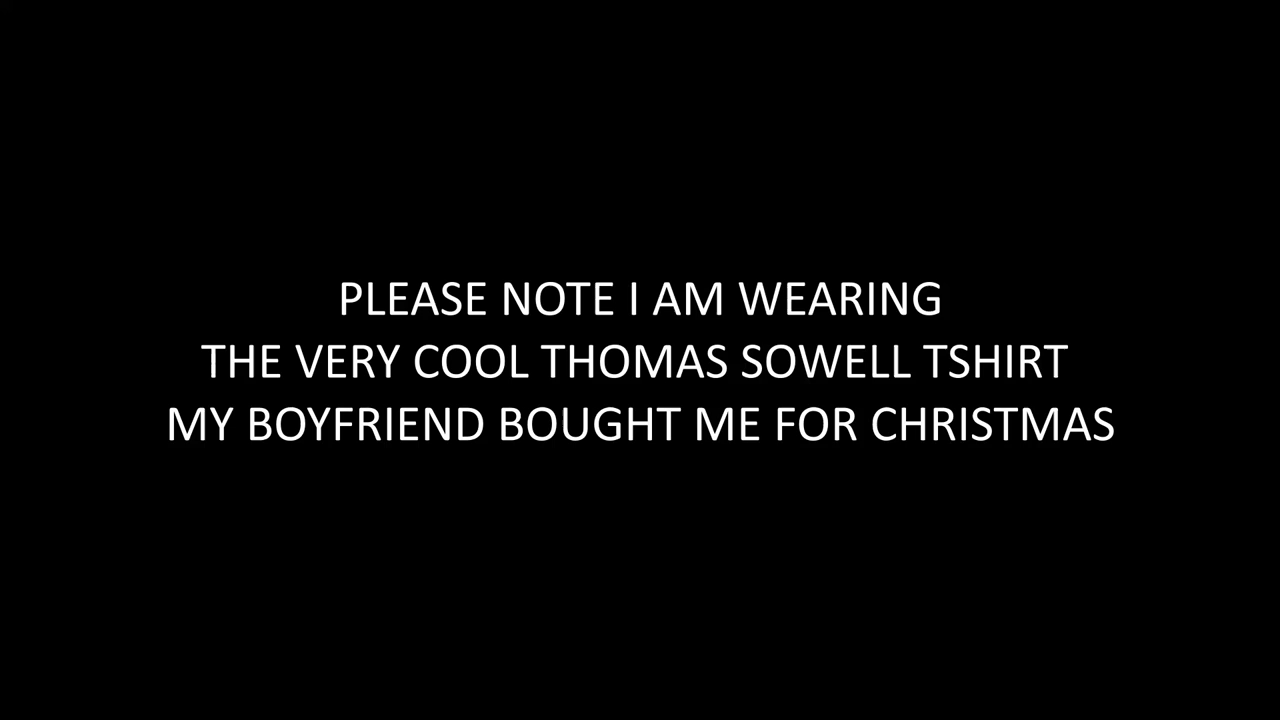 PLEASE NOTE I AM WEARING
THE VERY COOL THOMAS SOWELL TSHIRT
MY BOYFRIEND BOUGHT ME FOR CHRISTMAS